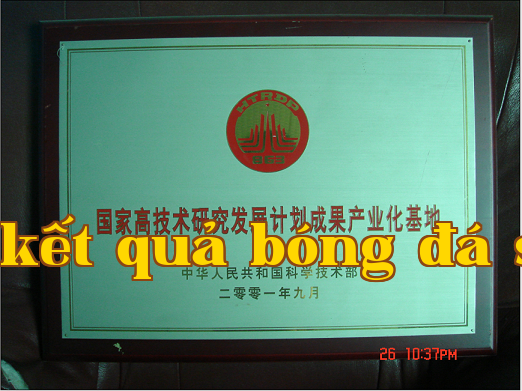 HTRDP
国家高技术研究发展计划成果产业化基地
kết quả bóng đá s
中华人民共和国科学技术部
二零零一年九月
26 10:37PM